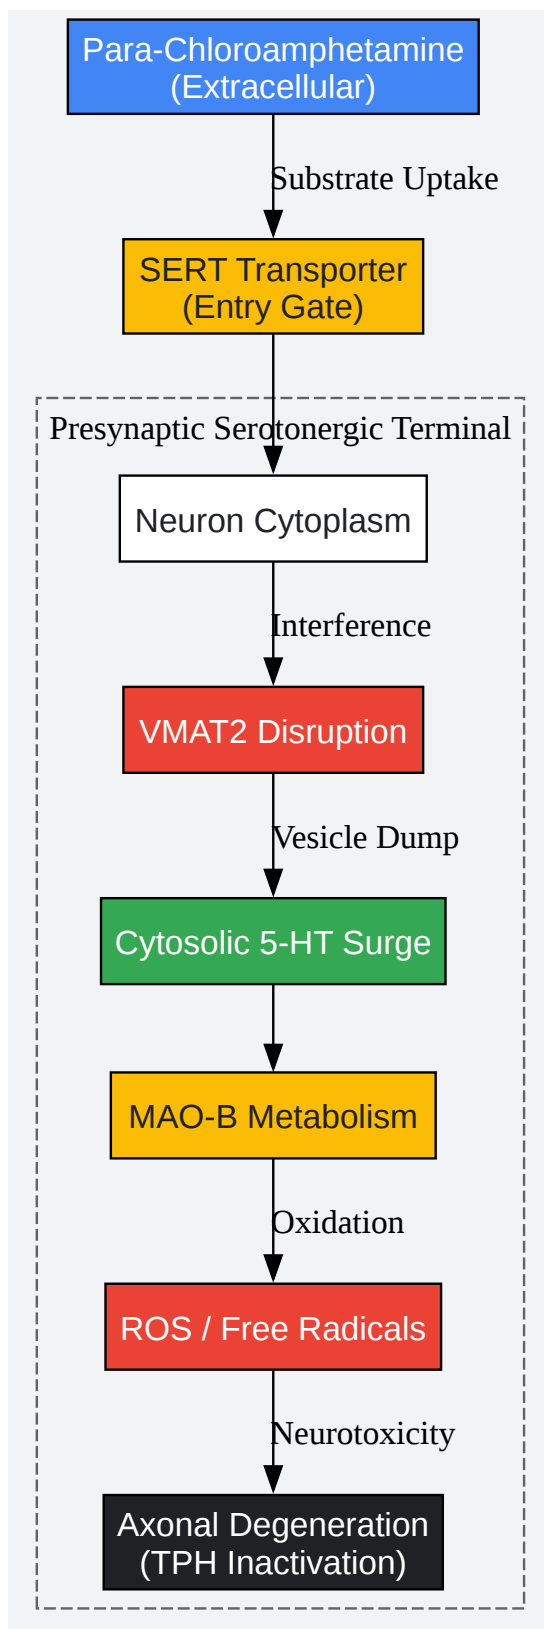 Para-Chloroamphetamine
(Extracellular)
Substrate Uptake
SERT Transporter
(Entry Gate)
Presynaptic Serotonergic Terminal
Neuron Cytoplasm
Interference
VMAT2 Disruption
Vesicle Dump
Cytosolic 5-HT Surge
MAO-B Metabolism
Oxidation
ROS / Free Radicals
Neurotoxicity
Axonal Degeneration
(TPH Inactivation)